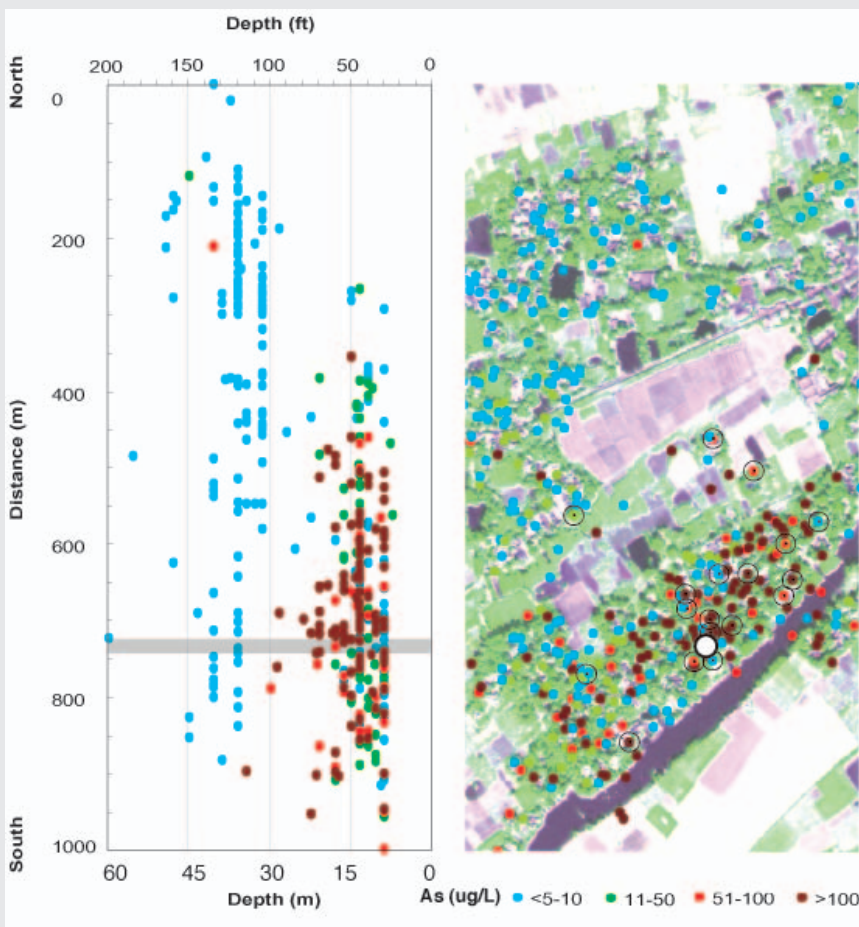 Depth (ft)
200 150 100 50 0
North
0
200
400
Distance (m)
600
800
South
1000
60 45 30 15 0
Depth (m)
As (ug/L) <5-10 11-50 51-100 >100